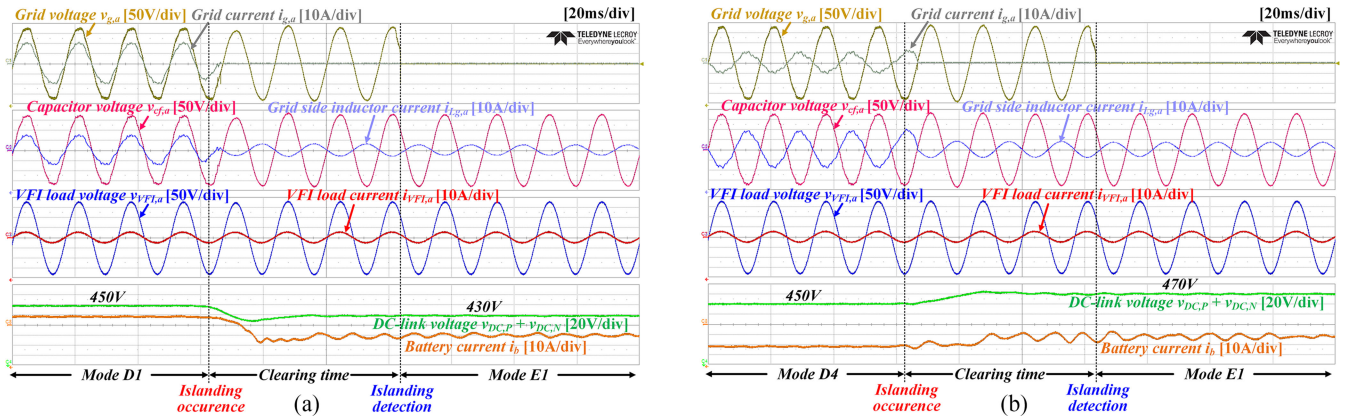 Grid voltage v_g,a [50V/div]
Grid current i_g,a [10A/div]
[20ms/div]
TELEDYNE LECROY
Everywhereyoulook
Capacitor voltage v_cf,a [50V/div]
Grid side inductor current i_Lg,a [10A/div]
VFI load voltage v_VFI,a [50V/div]
VFI load current i_VFI,a [10A/div]
450V
430V
DC-link voltage v_DC,P + v_DC,N [20V/div]
Battery current i_b [10A/div]
Mode D1
Clearing time
Mode E1
Islanding
occurence
(a)
Islanding
detection
Grid voltage v_g,a [50V/div]
Grid current i_g,a [10A/div]
[20ms/div]
TELEDYNE LECROY
Everywhereyoulook
Capacitor voltage v_cf,a [50V/div]
Grid side inductor current i_Lg,a [10A/div]
VFI load voltage v_VFI,a [50V/div]
VFI load current i_VFI,a [10A/div]
450V
470V
DC-link voltage v_DC,P + v_DC,N [20V/div]
Battery current i_b [10A/div]
Mode D4
Clearing time
Mode E1
Islanding
occurence
(b)
Islanding
detection